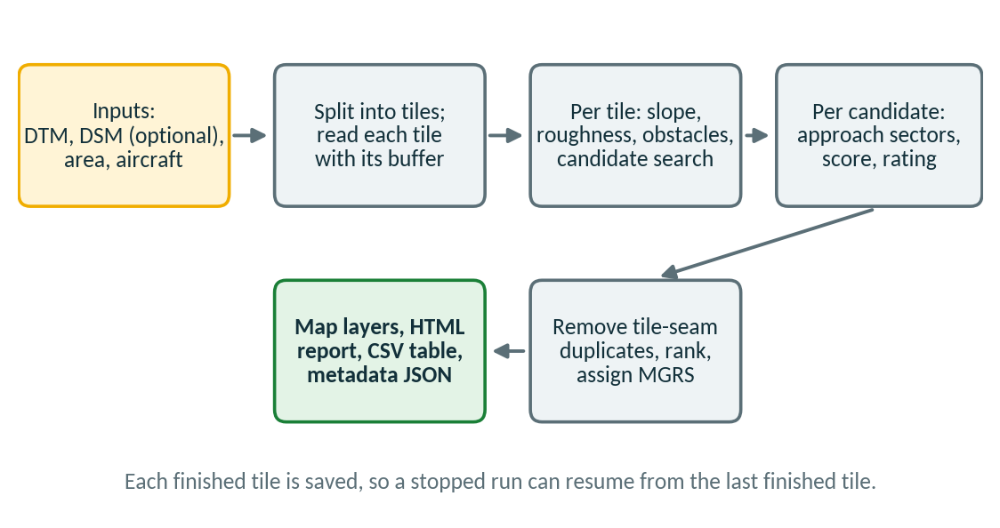 Inputs:
DTM, DSM (optional),
area, aircraft
Split into tiles;
read each tile
with its buffer
Per tile: slope,
roughness, obstacles,
candidate search
Per candidate:
approach sectors,
score, rating
Remove tile-seam
duplicates, rank,
assign MGRS
Map layers, HTML
report, CSV table,
metadata JSON
Each finished tile is saved, so a stopped run can resume from the last finished tile.